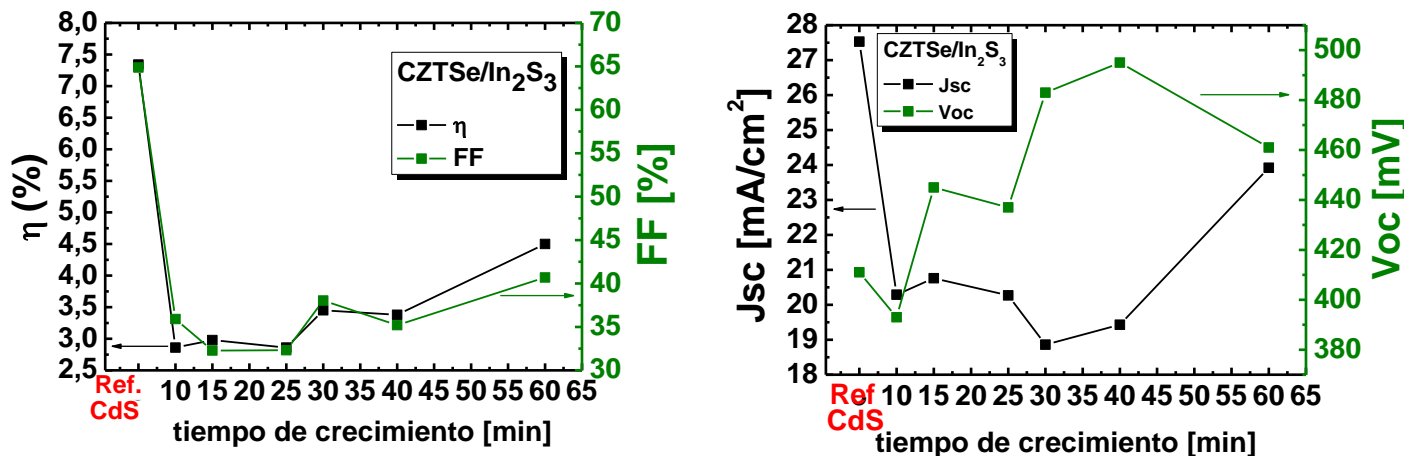 8,0
7,5
7,0
6,5
6,0
5,5
5,0
4,5
4,0
3,5
3,0
2,5
η (%)
CZTSe/In₂S₃
η
FF
70
65
60
55
50
45
40
35
30
FF [%]
Ref.
CdS
10 15 20 25 30 35 40 45 50 55 60 65
tiempo de crecimiento [min]
28
27
26
25
24
23
22
21
20
19
18
Jsc [mA/cm²]
CZTSe/In₂S₃
Jsc
Voc
500
480
460
440
420
400
380
Voc [mV]
Ref
CdS
10 15 20 25 30 35 40 45 50 55 60 65
tiempo de crecimiento [min]